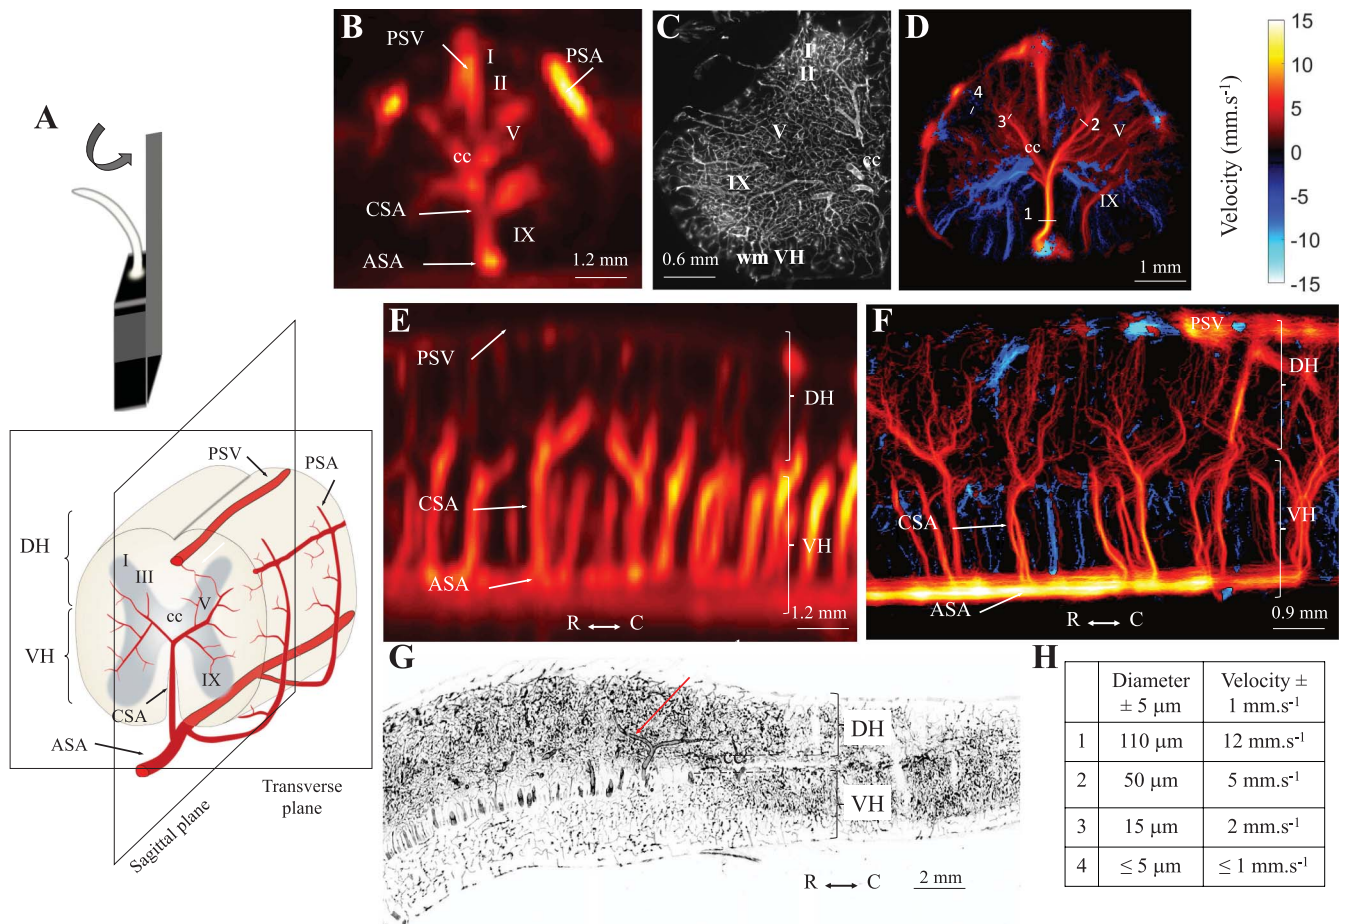 A
PSV
PSA
DH
I
III
V
cc
VH
IX
CSA
ASA
Transverse
plane
Sagittal plane
B
PSV
I
II
PSA
V
cc
CSA
IX
ASA
1.2 mm
C
I
II
V
cc
IX
wm VH
0.6 mm
D
4
3
2
V
cc
IX
1
1 mm
Velocity (mm.s-1)
15
10
5
0
-5
-10
-15
E
PSV
DH
CSA
VH
ASA
R C
1.2 mm
F
PSV
DH
CSA
VH
ASA
R C
0.9 mm
G
DH
cc
VH
R C
2 mm
H
Diameter ± 5 µm Velocity ± 1 mm.s-1
1 110 µm 12 mm.s-1
2 50 µm 5 mm.s-1
3 15 µm 2 mm.s-1
4 ≤ 5 µm ≤ 1 mm.s-1